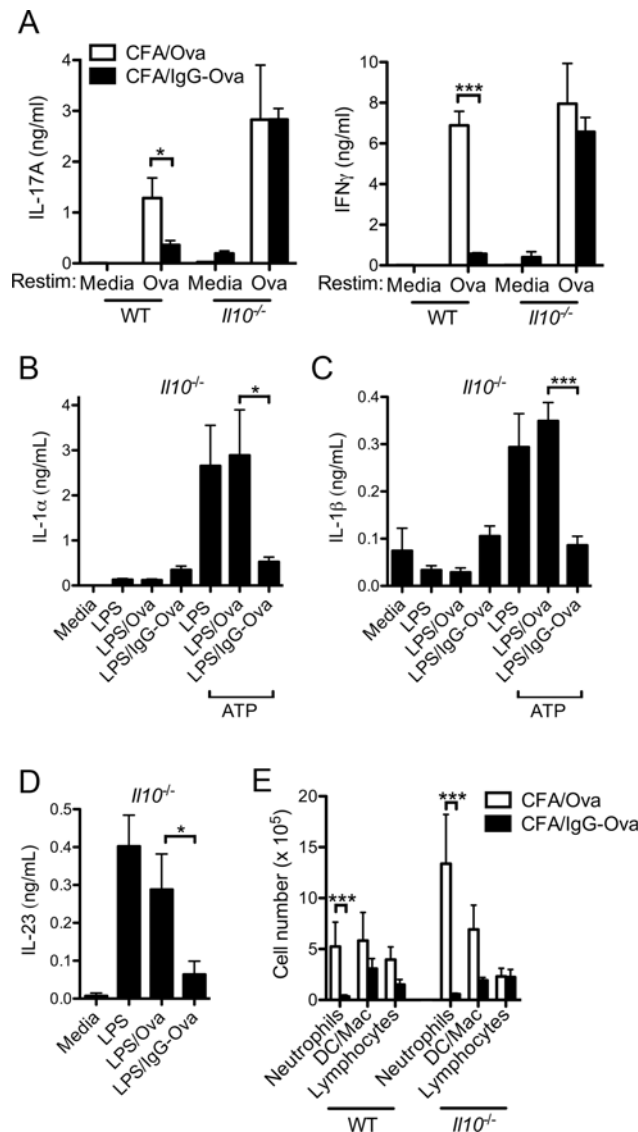 A
CFA/Ova
CFA/IgG-Ova
IL-17A (ng/ml)
4
3
2
1
0
*
Restim: Media Ova Media Ova
WT Il10-/-
IFNγ (ng/ml)
10
8
6
4
2
0
***
Media Ova Media Ova
WT Il10-/-
B
Il10-/-
IL-1α (ng/mL)
4
3
2
1
0
*
Media
LPS
LPS/Ova
LPS/IgG-Ova
LPS
LPS/Ova
LPS/IgG-Ova
ATP
C
Il10-/-
IL-1β (ng/mL)
0.4
0.3
0.2
0.1
0.0
***
Media
LPS
LPS/Ova
LPS/IgG-Ova
LPS
LPS/Ova
LPS/IgG-Ova
ATP
D
Il10-/-
IL-23 (ng/mL)
0.5
0.4
0.3
0.2
0.1
0.0
*
Media
LPS
LPS/Ova
LPS/IgG-Ova
E
CFA/Ova
CFA/IgG-Ova
Cell number (x 10⁵)
20
15
10
5
0
***
***
Neutrophils
DC/Mac
Lymphocytes
Neutrophils
DC/Mac
Lymphocytes
WT Il10-/-